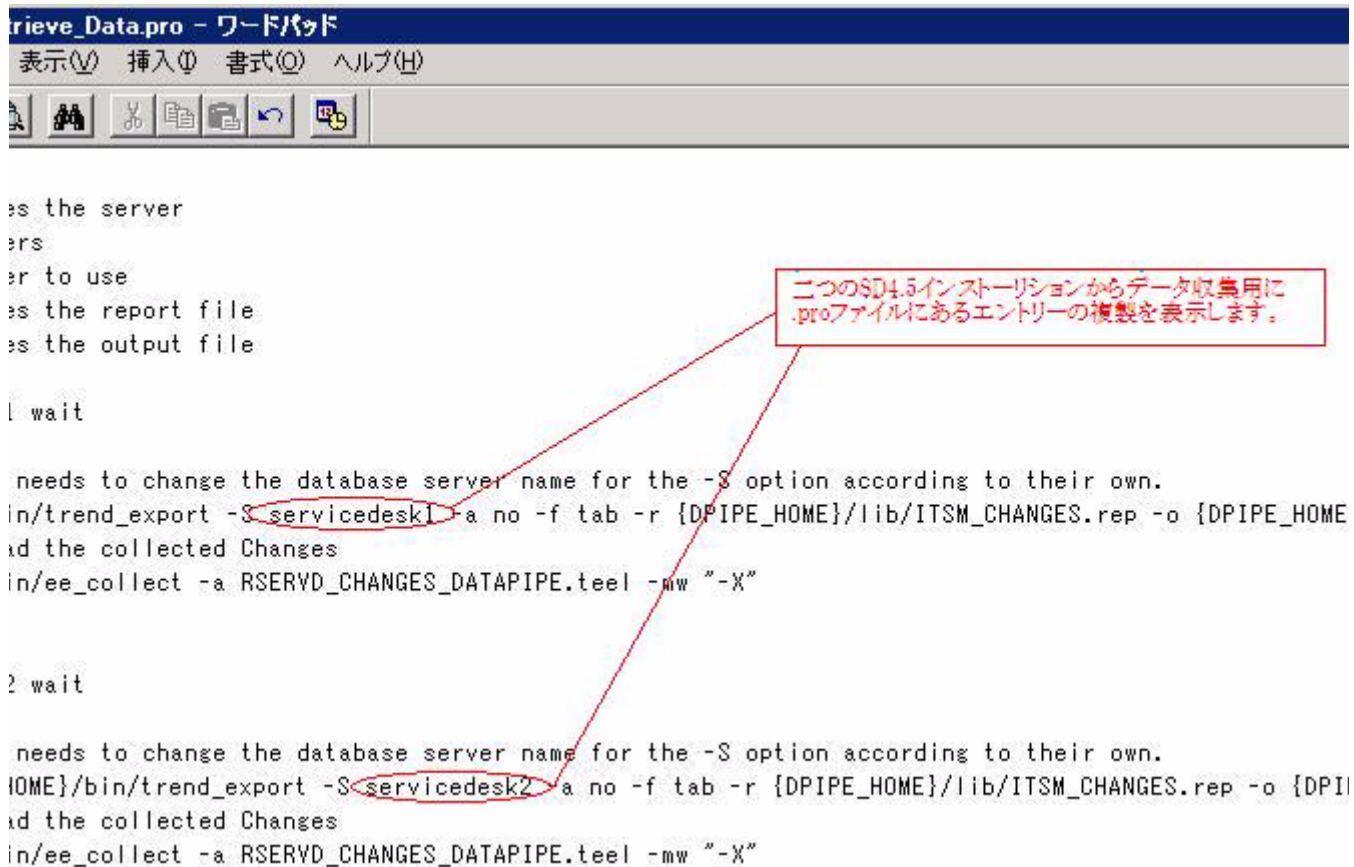 trieve_Data.pro - ワードパッド
表示(V) 挿入(I) 書式(O) ヘルプ(H)
es the server
ers
er to use
es the report file
es the output file
二つのSD4.5インストーリションからデータ収集用に
.proファイルにあるエントリーの複製を表示します。
1 wait
needs to change the database server name for the -S option according to their own.
in/trend_export -S servicedesk1 -a no -f tab -r {DPIPE_HOME}/lib/ITSM_CHANGES.rep -o {DPIPE_HOME
ad the collected Changes
in/ee_collect -a RSERVD_CHANGES_DATAPIPE.teel -mw "-X"
2 wait
needs to change the database server name for the -S option according to their own.
HOME}/bin/trend_export -S servicedesk2 a no -f tab -r {DPIPE_HOME}/lib/ITSM_CHANGES.rep -o {DPI
ad the collected Changes
in/ee_collect -a RSERVD_CHANGES_DATAPIPE.teel -mw "-X"